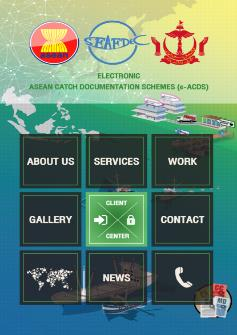 SEAFDEC
ELECTRONIC
ASEAN CATCH DOCUMENTATION SCHEMES (e-ACDS)
ABOUT US
SERVICES
WORK
GALLERY
CLIENT
CENTER
CONTACT
NEWS